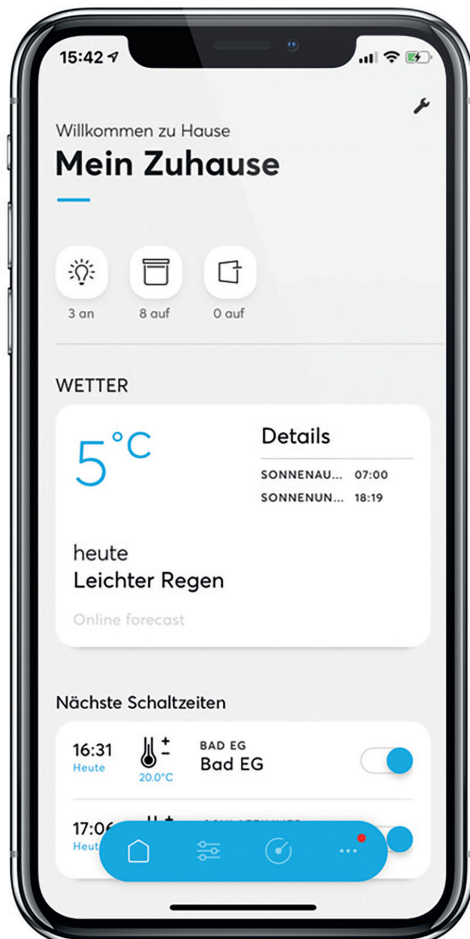 15:42
Willkommen zu Hause
Mein Zuhause
3 an 8 auf 0 auf
WETTER
5°C
Details
SONNENAU... 07:00
SONNENUN... 18:19
heute
Leichter Regen
Online forecast
Nächste Schaltzeiten
16:31
Heute
20.0°C
BAD EG
Bad EG
17:06